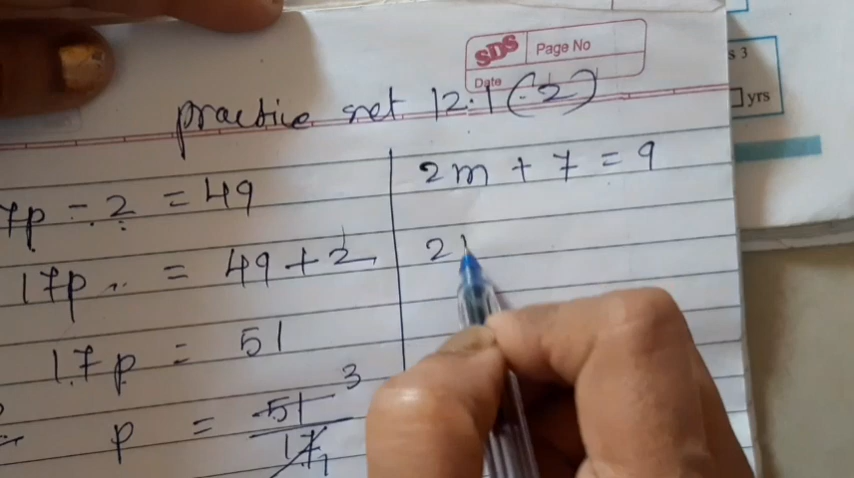 SDS Page No
Date
s 3
yrs
practice set 12.1 (2)
7p - 2 = 49
17p = 49 + 2
17p = 51
p = 51 3
17 1
2m + 7 = 9
2